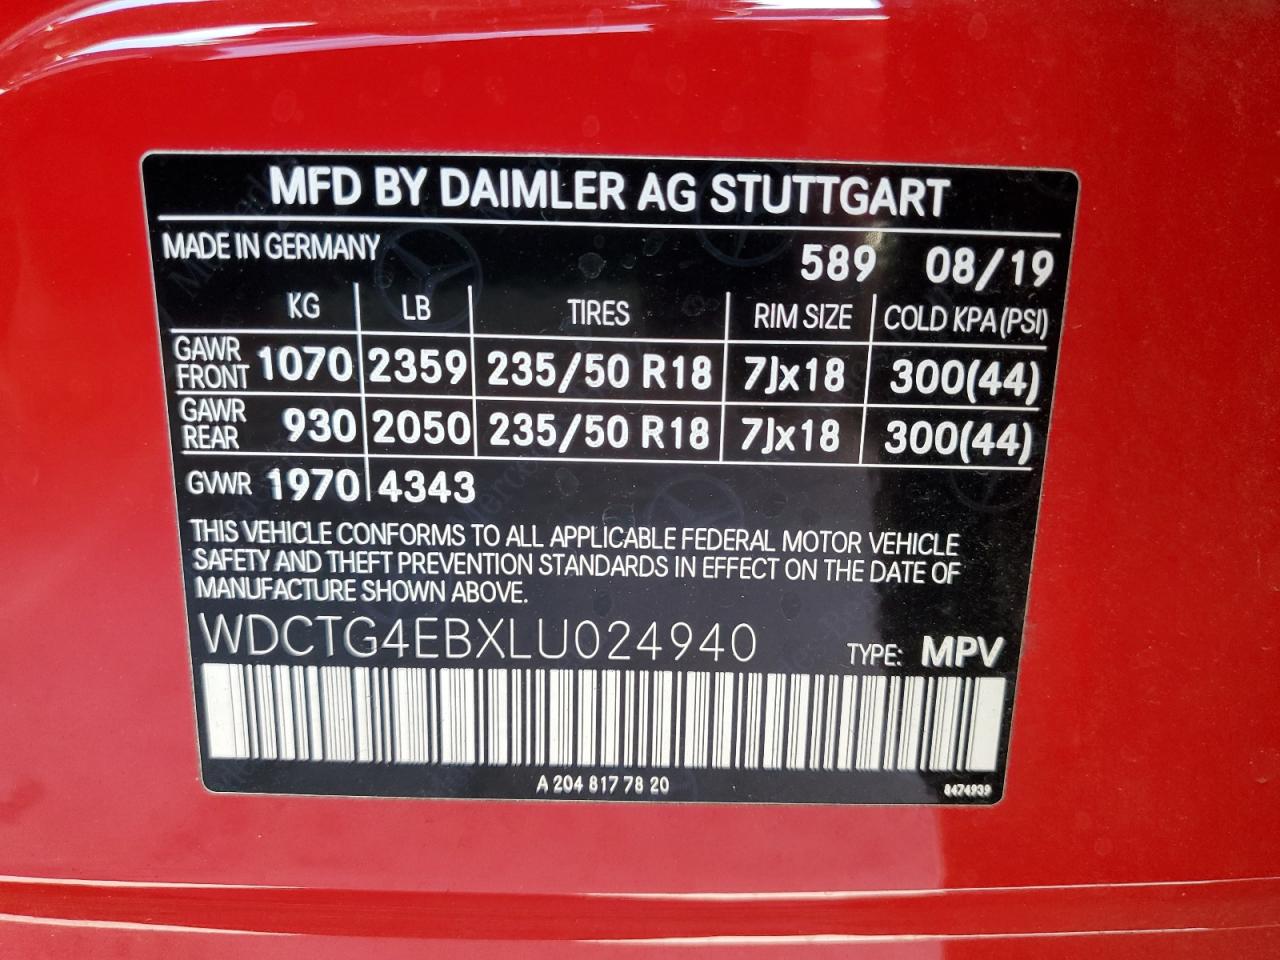 MFD BY DAIMLER AG STUTTGART
MADE IN GERMANY 589 08/19
KG LB TIRES RIM SIZE COLD KPA (PSI)
GAWR FRONT 1070 2359 235/50 R18 7Jx18 300(44)
GAWR REAR 930 2050 235/50 R18 7Jx18 300(44)
GVWR 1970 4343
THIS VEHICLE CONFORMS TO ALL APPLICABLE FEDERAL MOTOR VEHICLE
SAFETY AND THEFT PREVENTION STANDARDS IN EFFECT ON THE DATE OF
MANUFACTURE SHOWN ABOVE.
WDCTG4EBXLU024940 TYPE: MPV
A 204 817 78 20 8474939